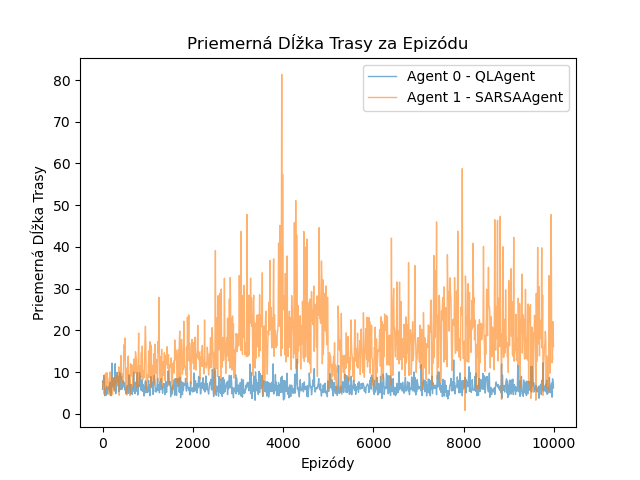 Priemerná Dĺžka Trasy za Epizódu
Agent 0 - QLAgent
Agent 1 - SARSAAgent
Priemerná Dĺžka Trasy
80
70
60
50
40
30
20
10
0
0 2000 4000 6000 8000 10000
Epizódy